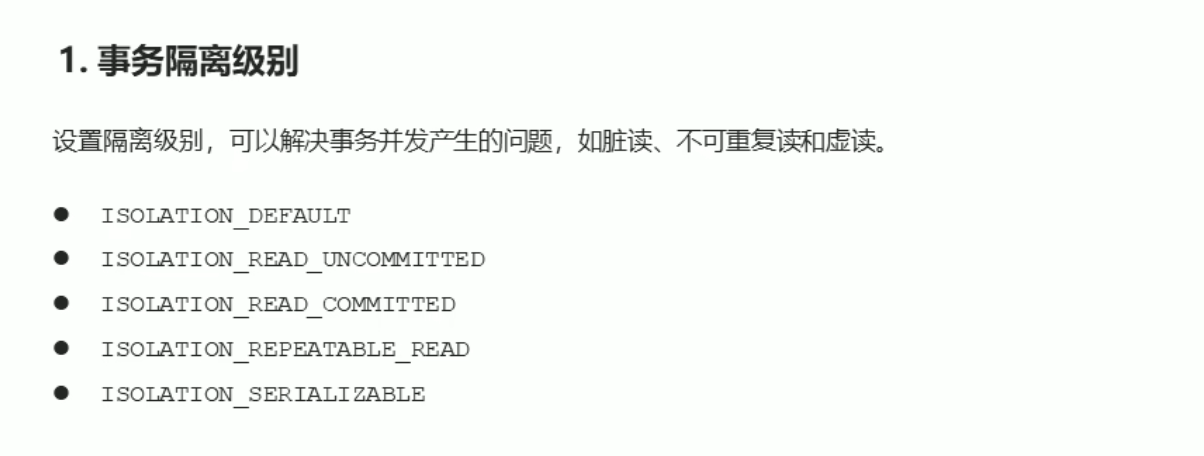 1. 事务隔离级别
设置隔离级别，可以解决事务并发产生的问题，如脏读、不可重复读和虚读。
● ISOLATION_DEFAULT
● ISOLATION_READ_UNCOMMITTED
● ISOLATION_READ_COMMITTED
● ISOLATION_REPEATABLE_READ
● ISOLATION_SERIALIZABLE